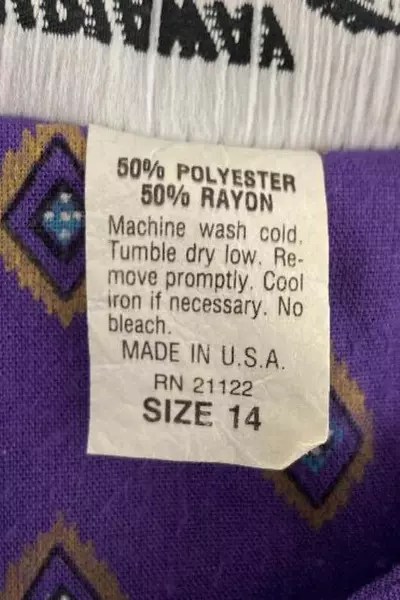 50% POLYESTER
50% RAYON
Machine wash cold.
Tumble dry low. Re-
move promptly. Cool
iron if necessary. No
bleach.
MADE IN U.S.A.
RN 21122
SIZE 14